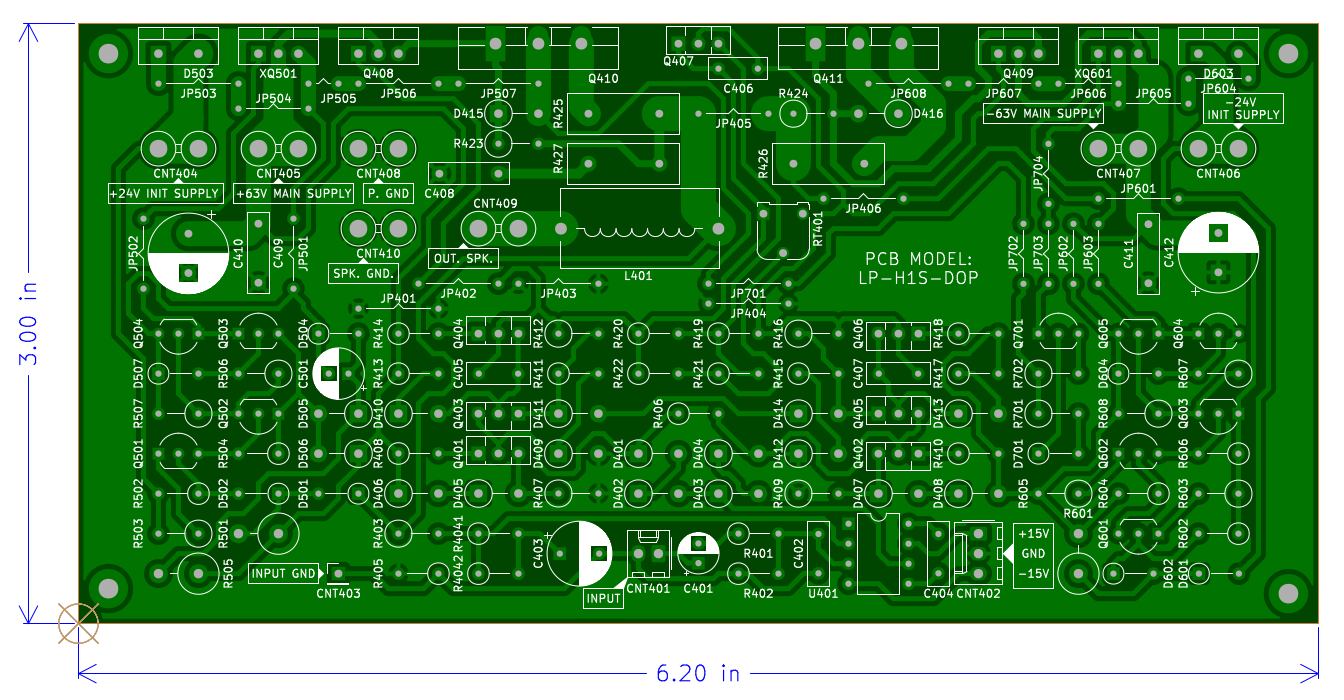 D503
XQ501
Q408
Q410
Q407
Q411
Q409
XQ601
D603
JP503
JP504
JP505
JP506
JP507
C406
JP608
JP607
JP606
JP605
JP604
D415
R425
JP405
R424
D416
-63V MAIN SUPPLY
-24V
INIT SUPPLY
R423
R427
R426
JP704
CNT404
CNT405
CNT408
C408
CNT407
CNT406
+24V INIT SUPPLY
+63V MAIN SUPPLY
P. GND
CNT409
JP406
JP601
+
JP502
C410
C409
JP501
CNT410
OUT. SPK.
SPK. GND.
L401
RT401
PCB MODEL:
LP-H1S-DOP
JP702
JP703
JP602
JP603
C411
C412
+
JP401
JP402
JP403
JP701
JP404
3.00 in
Q504
Q503
D504
R414
Q404
R412
R420
R419
R416
Q406
R418
Q701
Q605
Q604
D507
R506
C501
+
R413
C405
R411
R422
R421
R415
C407
R417
R702
D604
R607
R507
Q502
D505
D410
Q403
D411
R406
D414
Q405
D413
R701
R608
Q603
Q501
R504
D506
R408
Q401
D409
D401
D404
D412
Q402
R410
D701
Q602
R606
R502
D502
D501
D406
D405
R407
D402
D403
R409
D407
D408
R605
R604
R603
R601
R503
R501
R403
R4041
+
C403
R401
C402
+15V
GND
-15V
Q601
R602
R505
INPUT GND
CNT403
R405
R4042
INPUT
CNT401
+
C401
R402
U401
C404
CNT402
D602
D601
6.20 in